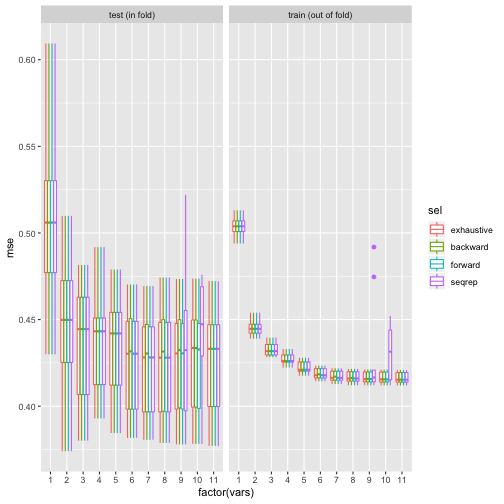 test (in fold)
train (out of fold)
0.60
0.55
0.50
0.45
0.40
mse
1 2 3 4 5 6 7 8 9 10 11
1 2 3 4 5 6 7 8 9 10 11
factor(vars)
sel
exhaustive
backward
forward
seqrep